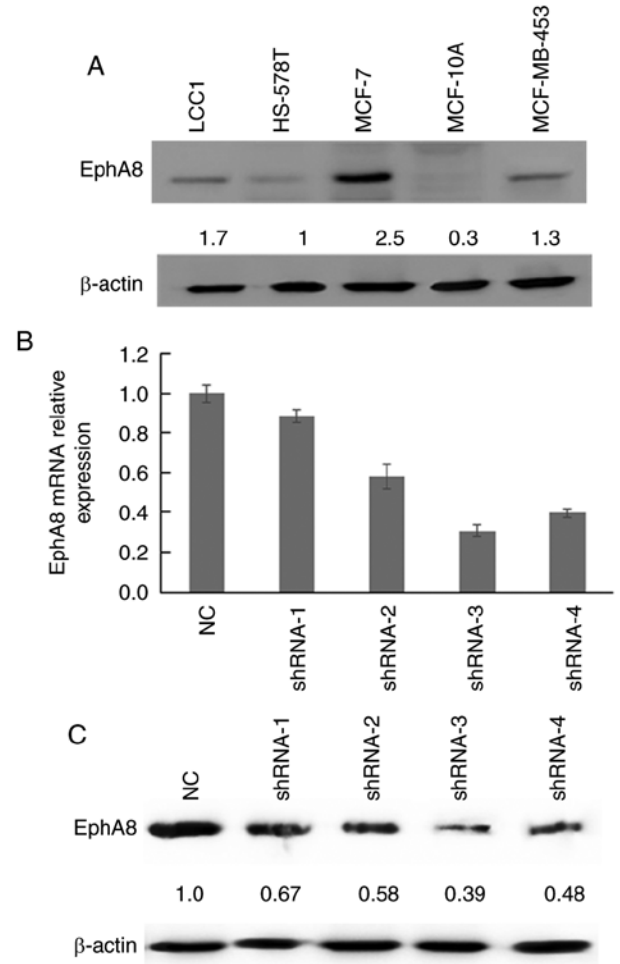 A
LCC1
HS-578T
MCF-7
MCF-10A
MCF-MB-453
EphA8
1.7 1 2.5 0.3 1.3
β-actin
B
EphA8 mRNA relative
expression
1.2
1.0
0.8
0.6
0.4
0.2
0.0
NC
shRNA-1
shRNA-2
shRNA-3
shRNA-4
C
NC
shRNA-1
shRNA-2
shRNA-3
shRNA-4
EphA8
1.0 0.67 0.58 0.39 0.48
β-actin